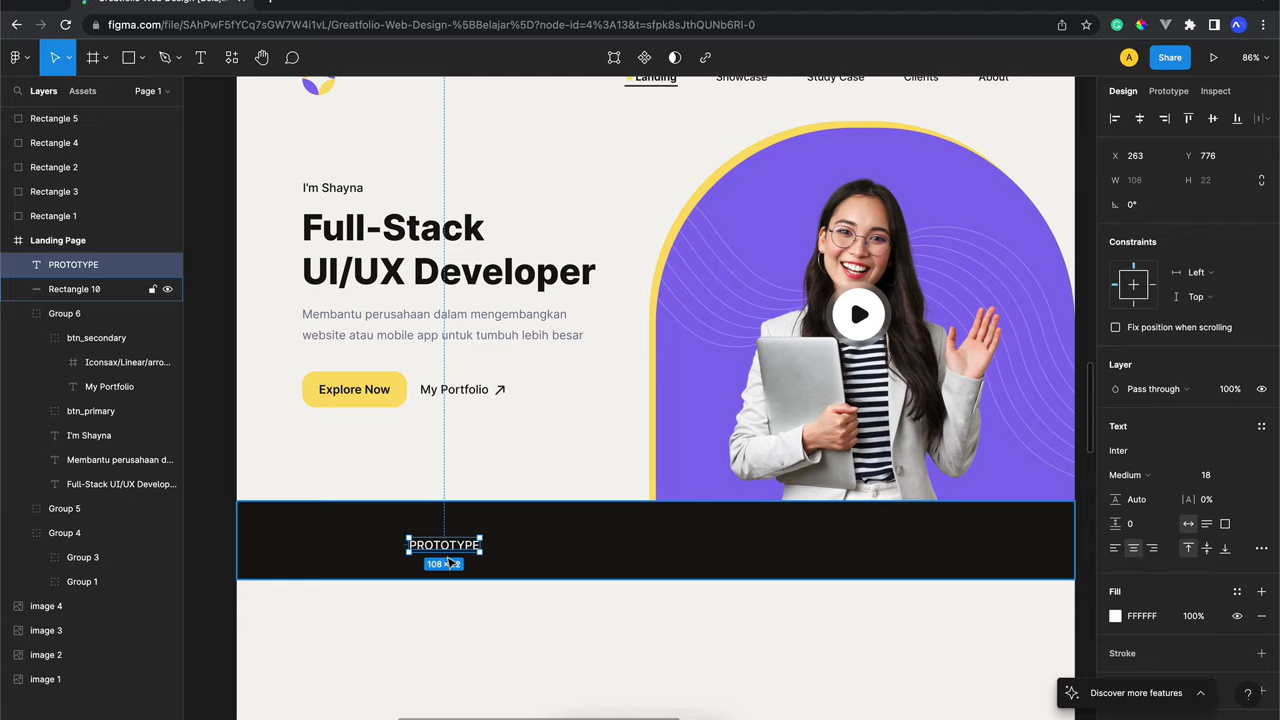 figma.com/file/SAhPwF5fYCq7sGW7W4i1vL/Greatfolio-Web-Design-%5BBelajar%5D?node-id=4%3A13&t=sfpk8sJthQUNb6RI-0
A
Share
86%
Layers
Assets
Page 1
Rectangle 5
Rectangle 4
Rectangle 2
Rectangle 3
Rectangle 1
Landing Page
PROTOTYPE
Rectangle 10
Group 6
btn_secondary
Iconsax/Linear/arro...
My Portfolio
btn_primary
I'm Shayna
Membantu perusahaan d...
Full-Stack UI/UX Develop...
Group 5
Group 4
Group 3
Group 1
image 4
image 3
image 2
image 1
Landing
Showcase
Study Case
Clients
About
I'm Shayna
Full-Stack
UI/UX Developer
Membantu perusahaan dalam mengembangkan
website atau mobile app untuk tumbuh lebih besar
Explore Now
My Portfolio
PROTOTYPE
Design
Prototype
Inspect
X 263
Y 776
W 108
H 22
0°
Constraints
Left
Top
Fix position when scrolling
Layer
Pass through
100%
Text
Inter
Medium
18
Auto
0%
0
Fill
FFFFFF
100%
Stroke
Discover more features
?